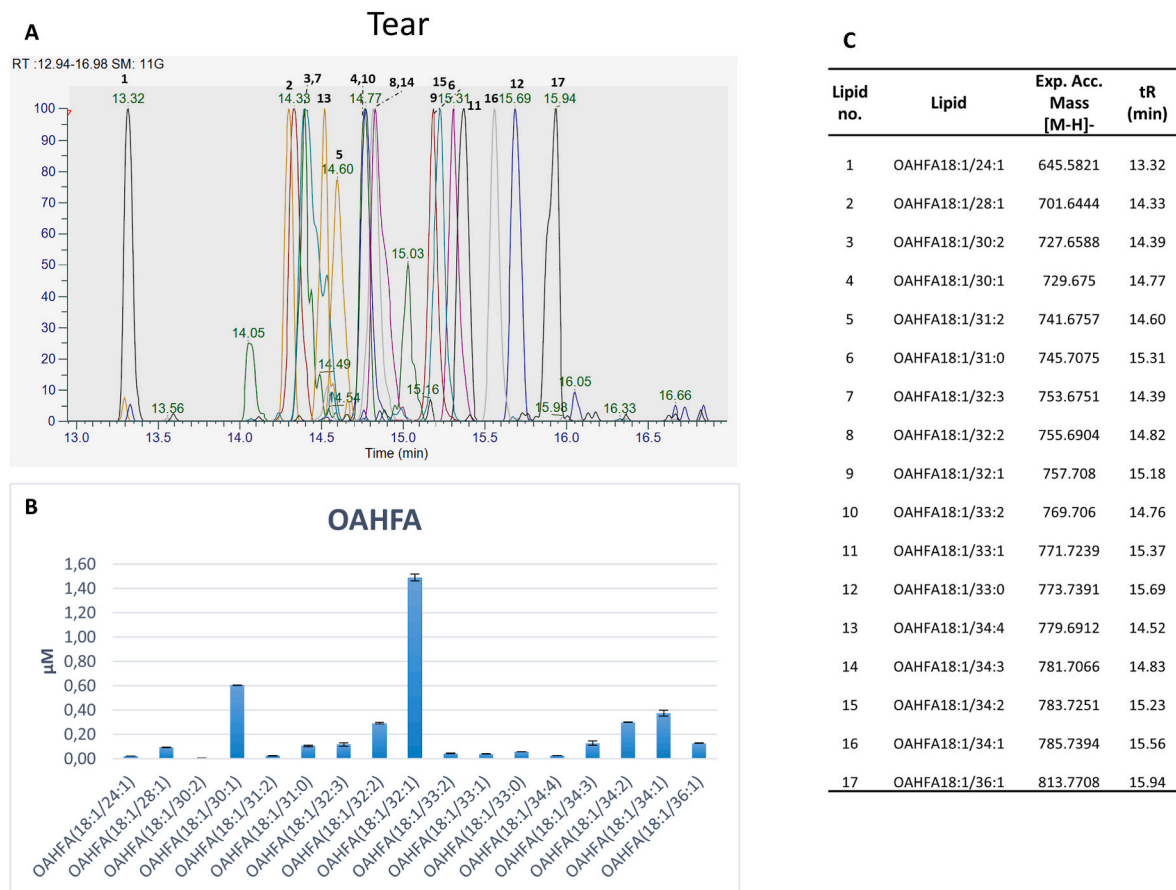 Tear
A
RT :12.94-16.98 SM: 11G
1 2 3,7 13 4,10 8,14 15 6 9 11 16 12 17
13.32 14.33 14.77 15.31 15.69 15.94
5
14.60
15.03
14.05
14.49
14.54
13.56
15.16
16.05
15.98
16.33
16.66
100
90
80
70
60
50
40
30
20
10
0
13.0 13.5 14.0 14.5 15.0 15.5 16.0 16.5
Time (min)
B
OAHFA
µM
1,60
1,40
1,20
1,00
0,80
0,60
0,40
0,20
0,00
OAHFA(18:1/24:1)
OAHFA(18:1/28:1)
OAHFA(18:1/30:2)
OAHFA(18:1/30:1)
OAHFA(18:1/31:2)
OAHFA(18:1/31:0)
OAHFA(18:1/32:3)
OAHFA(18:1/32:2)
OAHFA(18:1/32:1)
OAHFA(18:1/33:2)
OAHFA(18:1/33:1)
OAHFA(18:1/33:0)
OAHFA(18:1/34:4)
OAHFA(18:1/34:3)
OAHFA(18:1/34:2)
OAHFA(18:1/34:1)
OAHFA(18:1/36:1)
C
Lipid no. Lipid Exp. Acc. Mass [M-H]- tR (min)
1 OAHFA18:1/24:1 645.5821 13.32
2 OAHFA18:1/28:1 701.6444 14.33
3 OAHFA18:1/30:2 727.6588 14.39
4 OAHFA18:1/30:1 729.675 14.77
5 OAHFA18:1/31:2 741.6757 14.60
6 OAHFA18:1/31:0 745.7075 15.31
7 OAHFA18:1/32:3 753.6751 14.39
8 OAHFA18:1/32:2 755.6904 14.82
9 OAHFA18:1/32:1 757.708 15.18
10 OAHFA18:1/33:2 769.706 14.76
11 OAHFA18:1/33:1 771.7239 15.37
12 OAHFA18:1/33:0 773.7391 15.69
13 OAHFA18:1/34:4 779.6912 14.52
14 OAHFA18:1/34:3 781.7066 14.83
15 OAHFA18:1/34:2 783.7251 15.23
16 OAHFA18:1/34:1 785.7394 15.56
17 OAHFA18:1/36:1 813.7708 15.94